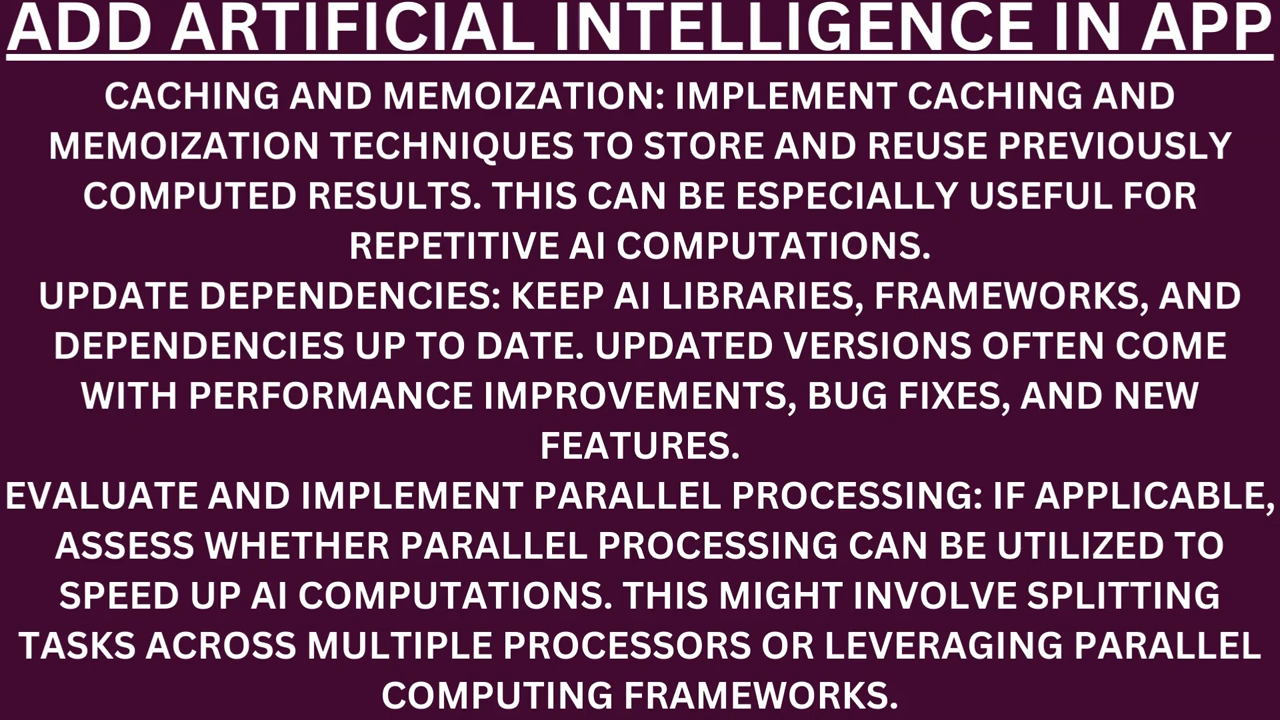 ADD ARTIFICIAL INTELLIGENCE IN APP
CACHING AND MEMOIZATION: IMPLEMENT CACHING AND
MEMOIZATION TECHNIQUES TO STORE AND REUSE PREVIOUSLY
COMPUTED RESULTS. THIS CAN BE ESPECIALLY USEFUL FOR
REPETITIVE AI COMPUTATIONS.
UPDATE DEPENDENCIES: KEEP AI LIBRARIES, FRAMEWORKS, AND
DEPENDENCIES UP TO DATE. UPDATED VERSIONS OFTEN COME
WITH PERFORMANCE IMPROVEMENTS, BUG FIXES, AND NEW
FEATURES.
EVALUATE AND IMPLEMENT PARALLEL PROCESSING: IF APPLICABLE,
ASSESS WHETHER PARALLEL PROCESSING CAN BE UTILIZED TO
SPEED UP AI COMPUTATIONS. THIS MIGHT INVOLVE SPLITTING
TASKS ACROSS MULTIPLE PROCESSORS OR LEVERAGING PARALLEL
COMPUTING FRAMEWORKS.